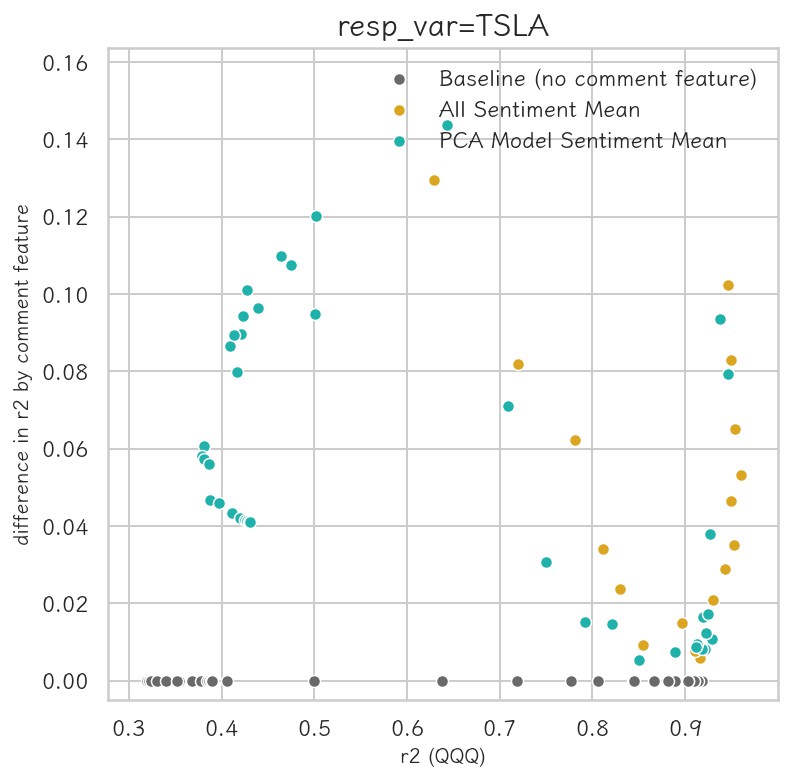 resp_var=TSLA
0.16
0.14
0.12
0.10
0.08
0.06
0.04
0.02
0.00
difference in r2 by comment feature
Baseline (no comment feature)
All Sentiment Mean
PCA Model Sentiment Mean
0.3 0.4 0.5 0.6 0.7 0.8 0.9
r2 (QQQ)